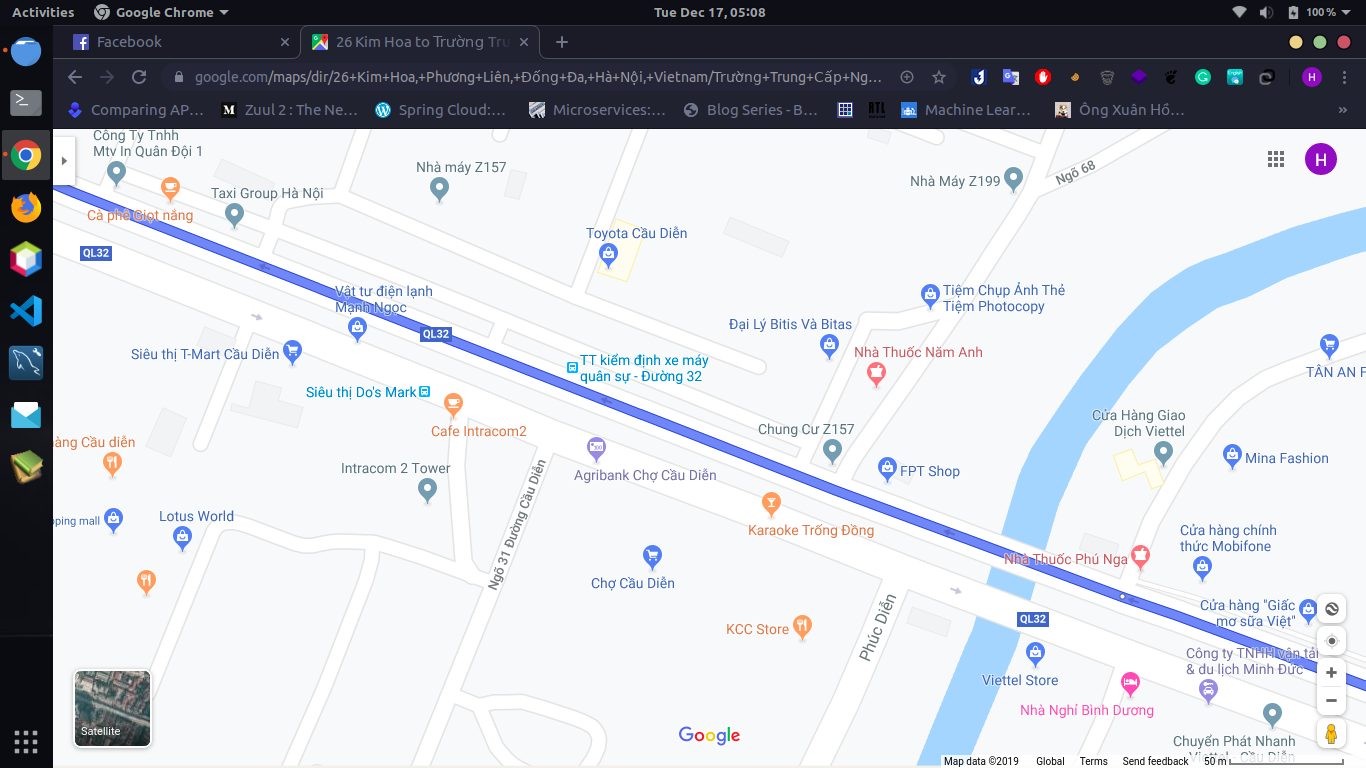 Activities
Google Chrome
Tue Dec 17, 05:08
100 %
Facebook
26 Kim Hoa to Trường Tru
google.com/maps/dir/26+Kim+Hoa,+Phương+Liên,+Đống+Đa,+Hà+Nội,+Vietnam/Trường+Trung+Cấp+Ng...
H
Comparing AP...
M
Zuul 2 : The Ne...
Spring Cloud:...
Microservices:...
Blog Series - B...
BTL
Machine Lear...
Ông Xuân Hồ...
»
Công Ty Tnhh
Mtv In Quân Đội 1
Nhà máy Z157
Nhà Máy Z199
Ngõ 68
H
Taxi Group Hà Nội
Cà phê Giọt nắng
Toyota Cầu Diễn
QL32
Vật tư điện lạnh
Mạnh Ngọc
Tiệm Chụp Ảnh Thẻ
Tiệm Photocopy
Đại Lý Bitis Và Bitas
QL32
Siêu thị T-Mart Cầu Diễn
Nhà Thuốc Năm Anh
TT kiểm định xe máy
quân sự - Đường 32
TÂN AN F
Siêu thị Do's Mark
Cafe Intracom2
Cửa Hàng Giao
Dịch Viettel
Chung Cư Z157
àng Cầu diễn
Mina Fashion
Intracom 2 Tower
Agribank Chợ Cầu Diễn
FPT Shop
Ngõ 31 Đường Cầu Diễn
pping mall
Lotus World
Karaoke Trống Đồng
Cửa hàng chính
thức Mobifone
Nhà Thuốc Phú Nga
Chợ Cầu Diễn
Cửa hàng "Giấc
mơ sữa Việt"
QL32
KCC Store
Phúc Diễn
Công ty TNHH vận tải
& du lịch Minh Đức
Viettel Store
Nhà Nghỉ Bình Dương
Satellite
Google
Chuyển Phát Nhanh
Viettel - Cầu Diễn
Map data ©2019
Global
Terms
Send feedback
50 m